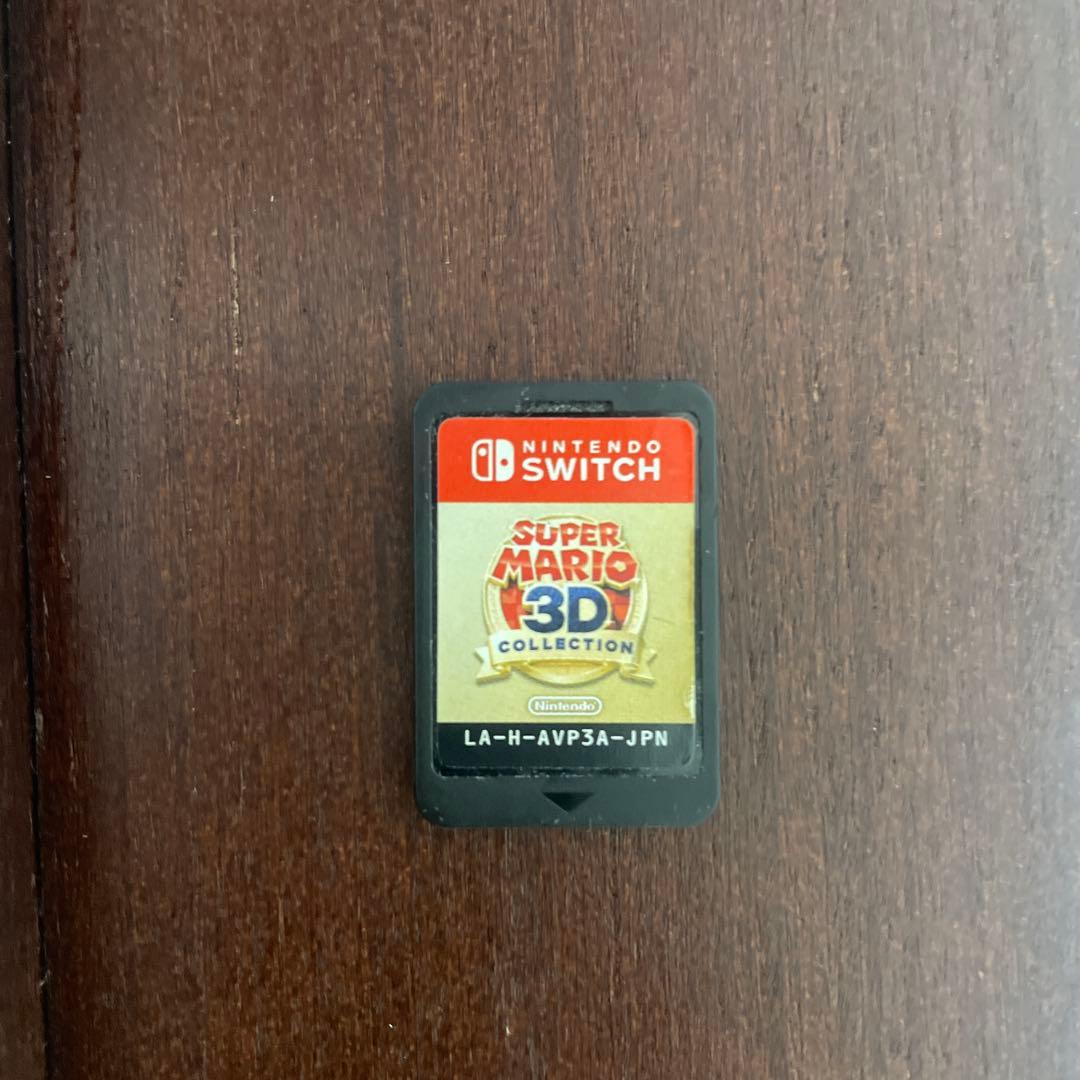 NINTENDO
SWITCH
SUPER
MARIO
3D
COLLECTION
Nintendo
LA-H-AVP3A-JPN